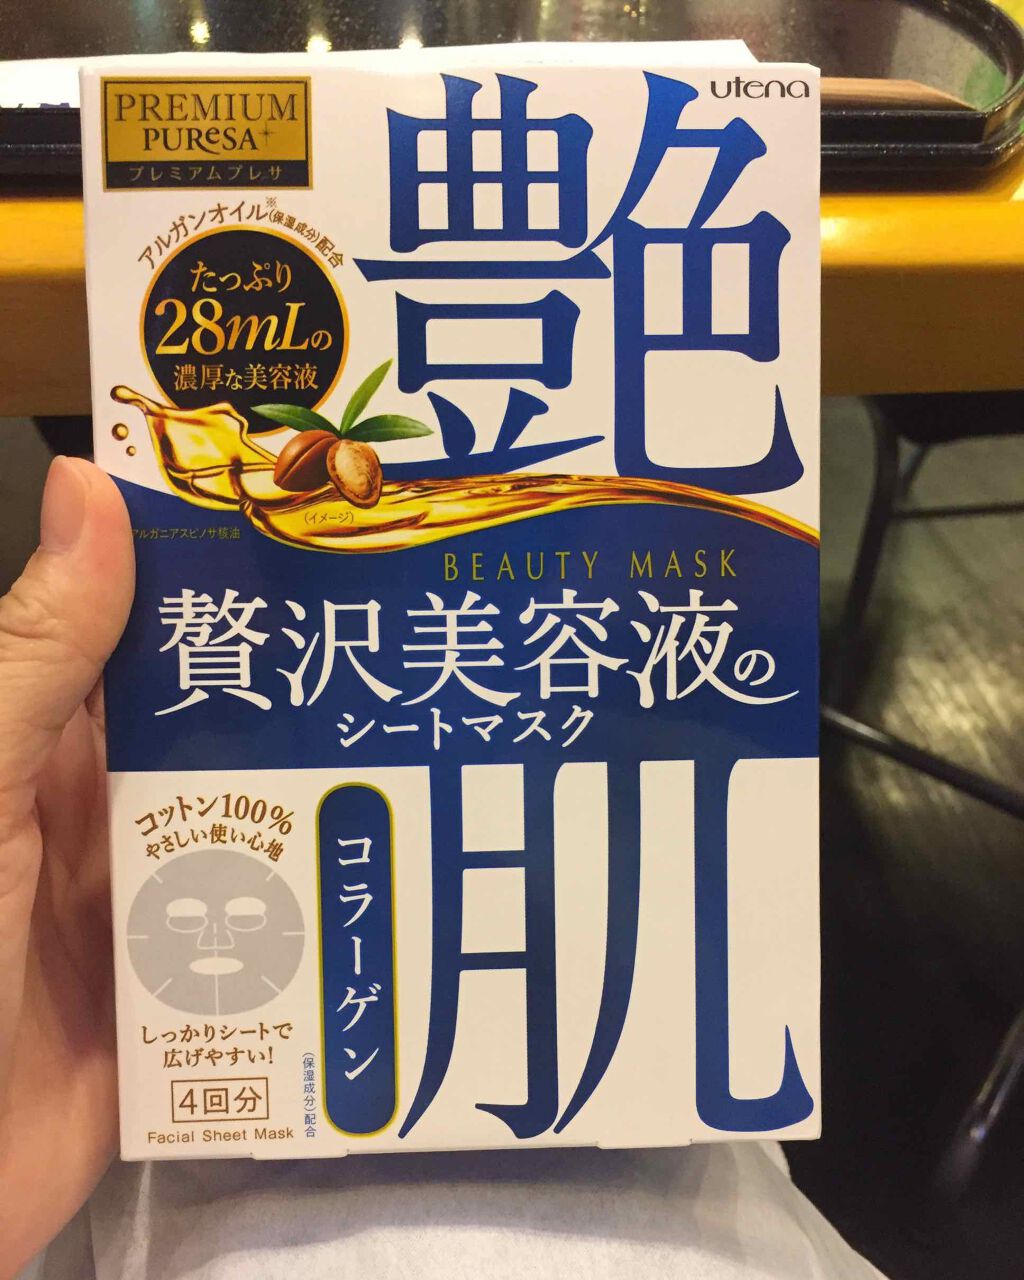 PREMIUM
PUReSA
プレミアムプレサ
utena
艶
アルガンオイル※(保湿成分)配合
たっぷり
28mLの
濃厚な美容液
(イメージ)
アルガニアスピノサ核油
BEAUTY MASK
贅沢美容液の
シートマスク
肌
コットン100%
やさしい使い心地
コラーゲン
(保湿成分)配合
しっかりシートで
広げやすい!
4回分
Facial Sheet Mask